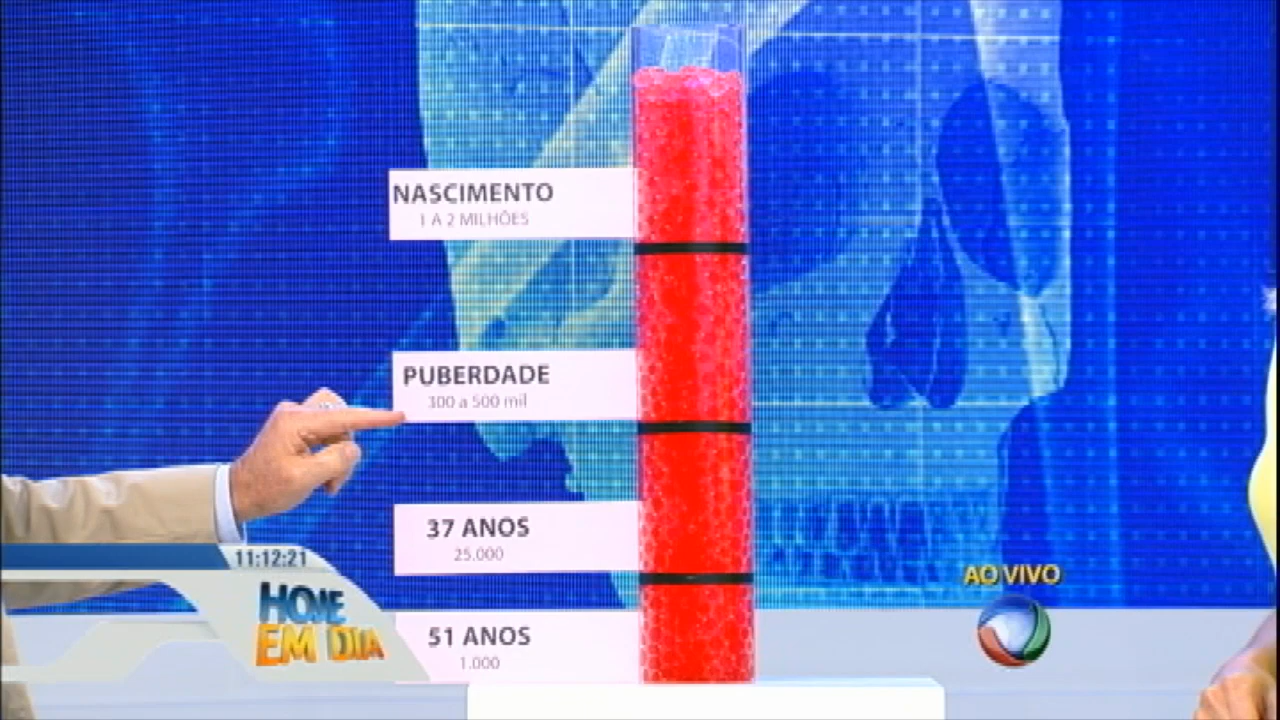 NASCIMENTO
1 A 2 MILHÕES
PUBERDADE
300 a 500 mil
37 ANOS
25.000
51 ANOS
1.000
11:12:21
HOJE
EM DIA
AO VIVO